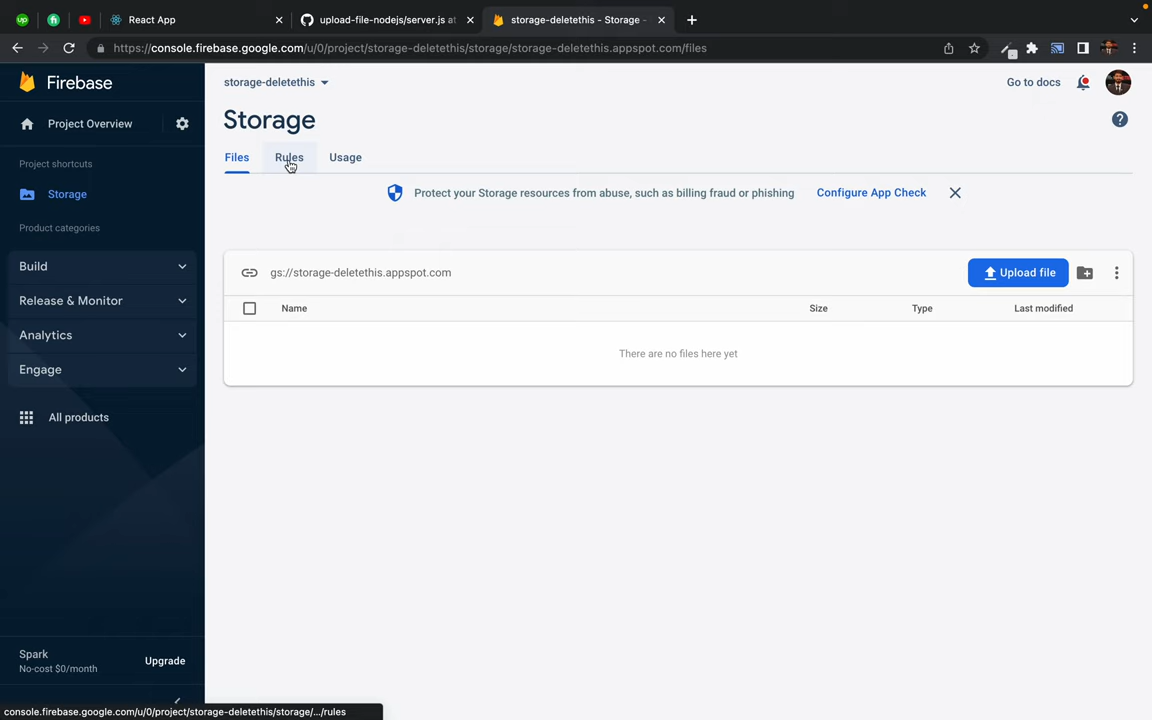 React App
upload-file-nodejs/server.js at
storage-deletethis - Storage -
https://console.firebase.google.com/u/0/project/storage-deletethis/storage/storage-deletethis.appspot.com/files
Firebase
storage-deletethis
Go to docs
Project Overview
Storage
Files
Rules
Usage
Project shortcuts
Storage
Protect your Storage resources from abuse, such as billing fraud or phishing
Configure App Check
Product categories
Build
gs://storage-deletethis.appspot.com
Upload file
Release & Monitor
Name
Size
Type
Last modified
Analytics
There are no files here yet
Engage
All products
Spark
No-cost $0/month
Upgrade
console.firebase.google.com/u/0/project/storage-deletethis/storage/.../rules